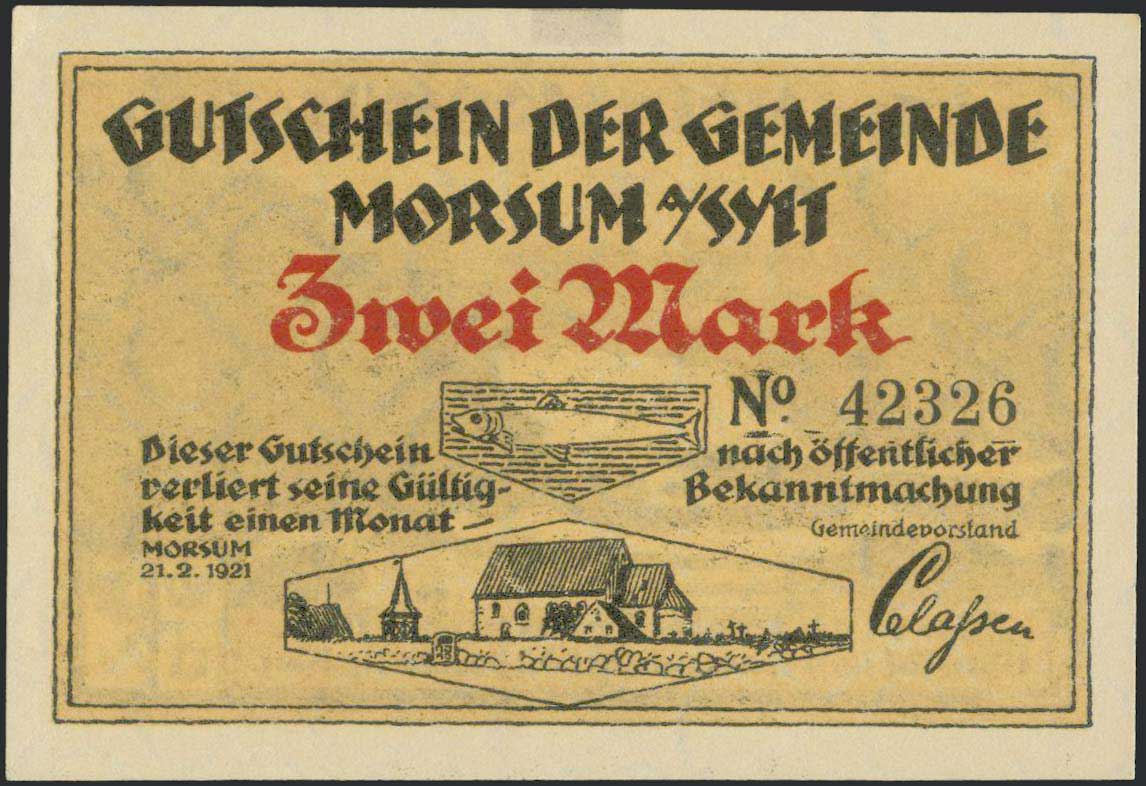 GUTSCHEIN DER GEMEINDE
MORSUM a/SYLT
Zwei Mark
No. 42326
Dieser Gutschein
verliert seine Gültig-
keit einen Monat —
nach öffentlicher
Bekanntmachung
MORSUM
21.2.1921
Gemeindevorstand
Claſsen